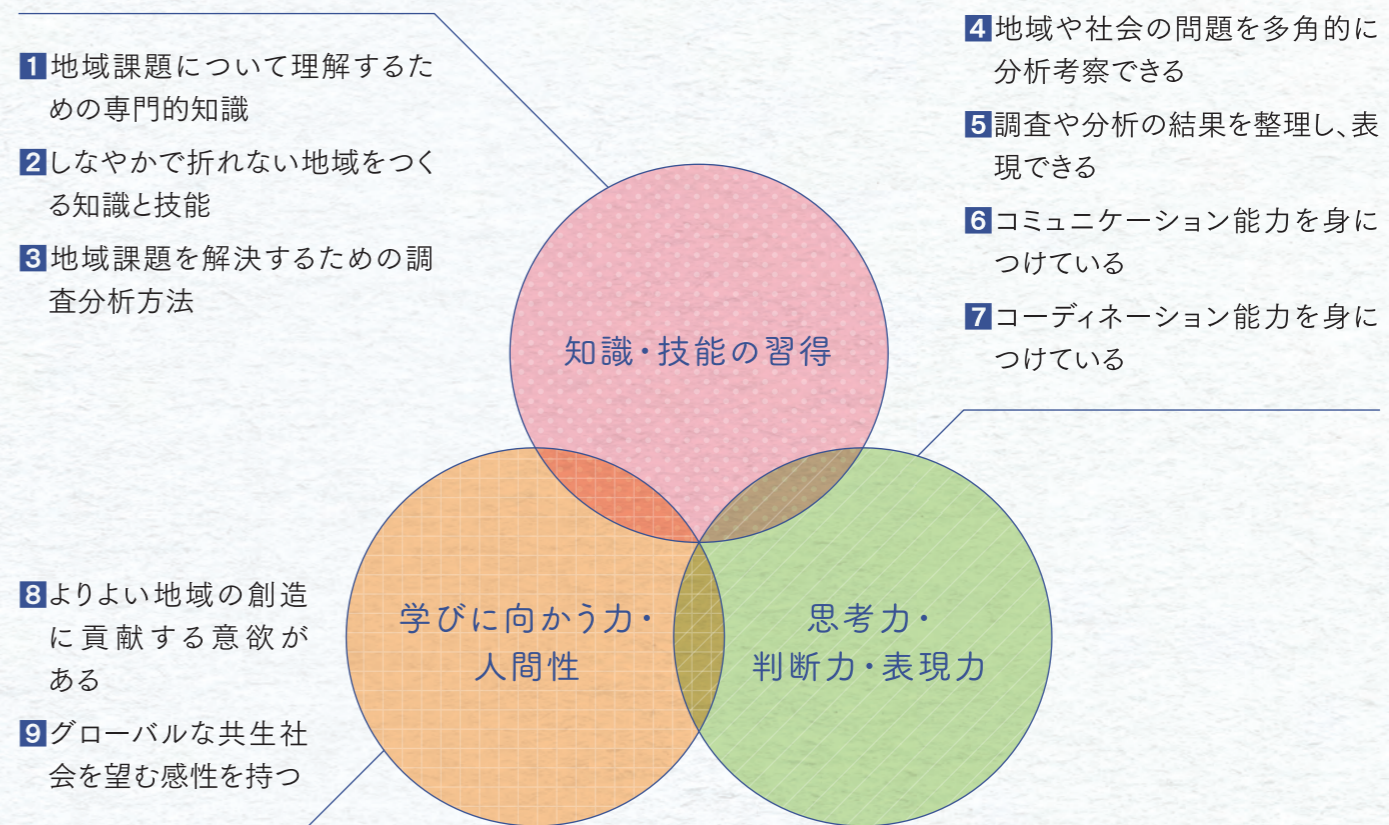 1地域課題について理解するた
めの専門的知識
2しなやかで折れない地域をつく
る知識と技能
3地域課題を解決するための調
査分析方法
4地域や社会の問題を多角的に
分析考察できる
5調査や分析の結果を整理し、表
現できる
6コミュニケーション能力を身に
つけている
7コーディネーション能力を身に
つけている
知識・技能の習得
8よりよい地域の創造
に貢献する意欲が
ある
9グローバルな共生社
会を望む感性を持つ
学びに向かう力・
人間性
思考力・
判断力・表現力